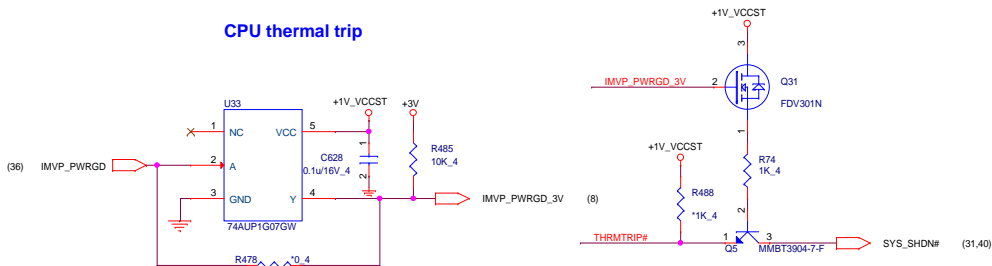 CPU thermal trip
U33
1
NC
VCC
5
+1V_VCCST
+3V
(36)
IMVP_PWRGD
2
A
C628
0.1u/16V_4
1
2
R485
10K_4
3
GND
Y
4
IMVP_PWRGD_3V
(8)
74AUP1G07GW
R478
*0_4
+1V_VCCST
3
IMVP_PWRGD_3V
2
Q31
FDV301N
1
+1V_VCCST
R74
1K_4
R488
*1K_4
2
THRMTRIP#
1
3
Q5
MMBT3904-7-F
SYS_SHDN#
(31,40)